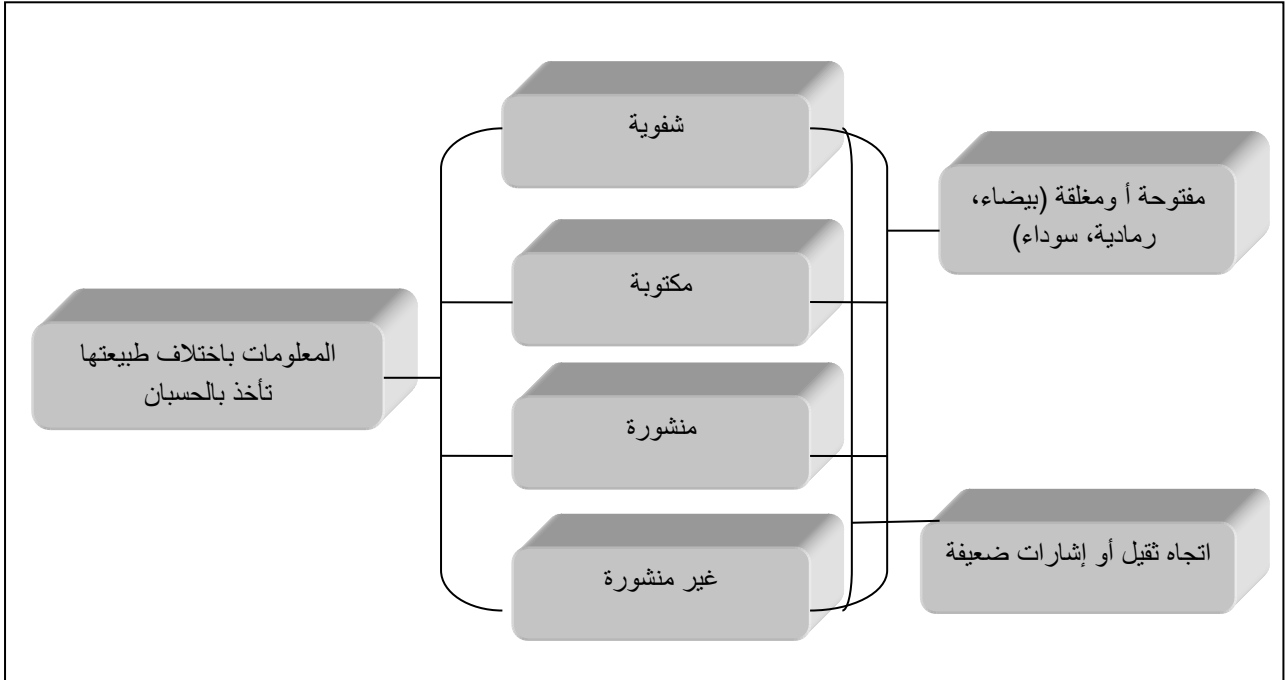 شفوية
مفتوحة أ ومغلقة (بيضاء،
رمادية، سوداء)
مكتوبة
المعلومات باختلاف طبيعتها
تأخذ بالحسبان
منشورة
اتجاه ثقيل أو إشارات ضعيفة
غير منشورة